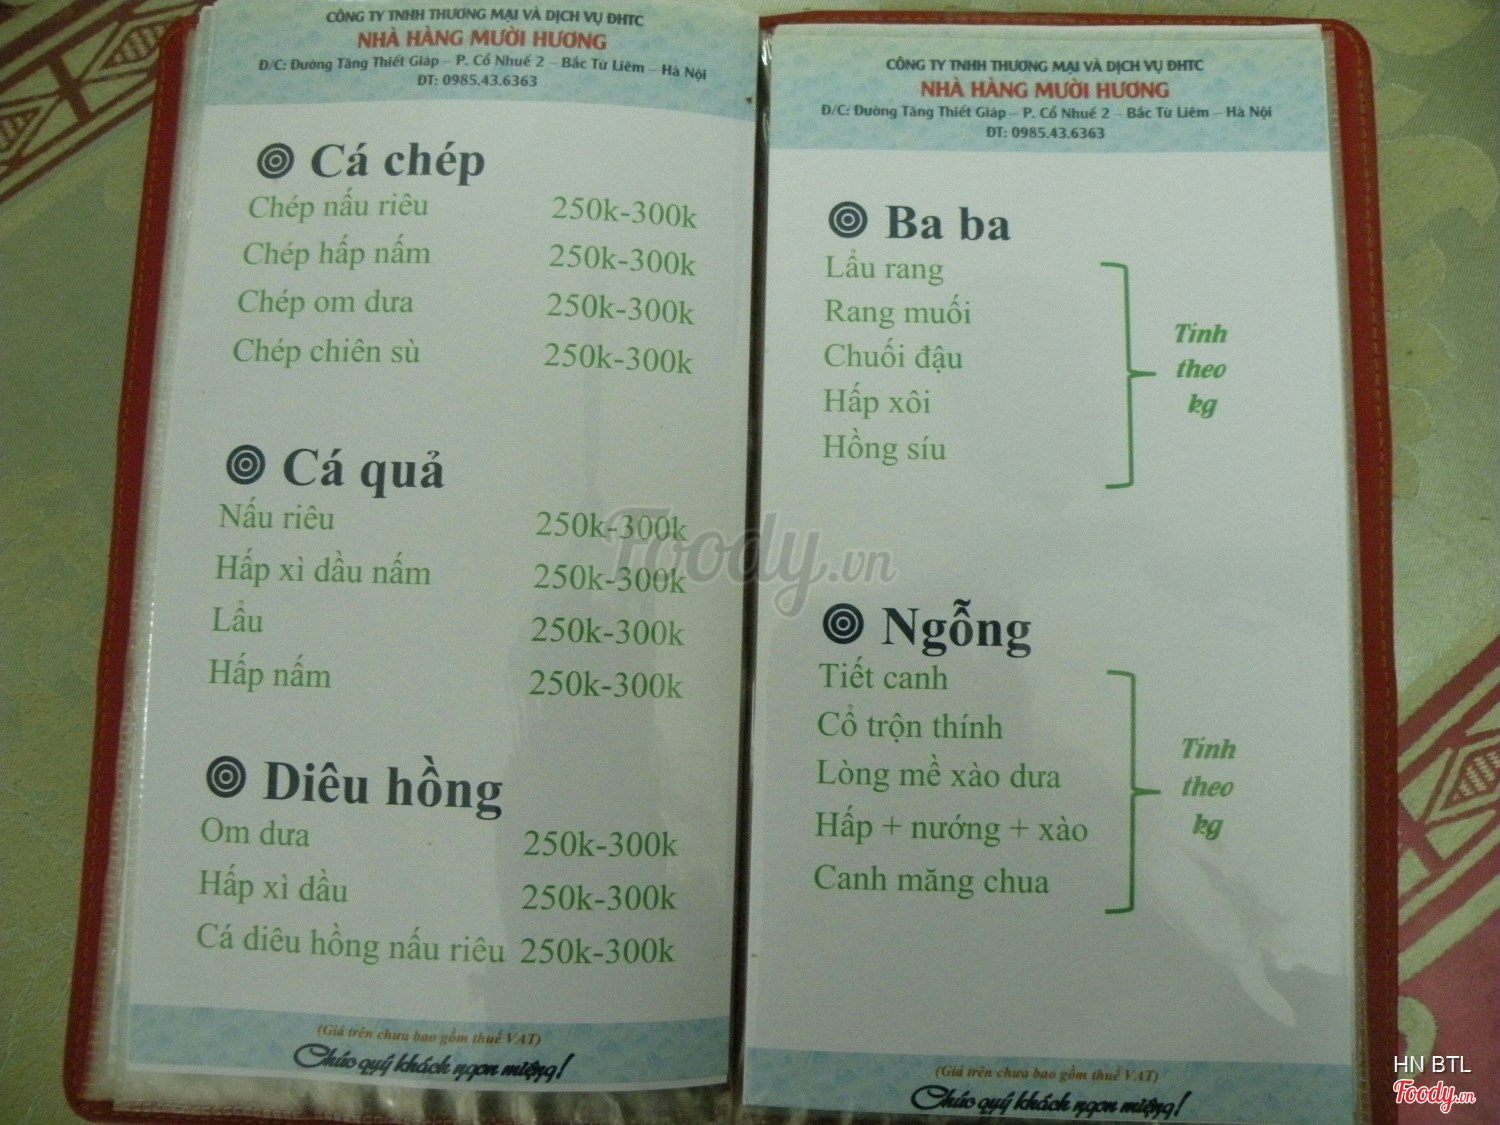 CÔNG TY TNHH THƯƠNG MẠI VÀ DỊCH VỤ ĐHTC
NHÀ HÀNG MƯỜI HƯƠNG
Đ/C: Đường Tăng Thiết Giáp – P. Cổ Nhuế 2 – Bắc Từ Liêm – Hà Nội
ĐT: 0985.43.6363
Cá chép
Chép nấu riêu 250k-300k
Chép hấp nấm 250k-300k
Chép om dưa 250k-300k
Chép chiên sù 250k-300k
Cá quả
Nấu riêu 250k-300k
Hấp xì dầu nấm 250k-300k
Lẩu 250k-300k
Hấp nấm 250k-300k
Diêu hồng
Om dưa 250k-300k
Hấp xì dầu 250k-300k
Cá diêu hồng nấu riêu 250k-300k
(Giá trên chưa bao gồm thuế VAT)
Chúc quý khách ngon miệng!
CÔNG TY TNHH THƯƠNG MẠI VÀ DỊCH VỤ ĐHTC
NHÀ HÀNG MƯỜI HƯƠNG
Đ/C: Đường Tăng Thiết Giáp – P. Cổ Nhuế 2 – Bắc Từ Liêm – Hà Nội
ĐT: 0985.43.6363
Ba ba
Lẩu rang
Rang muối
Chuối đậu
Hấp xôi
Hồng síu
Tính
theo
kg
Ngỗng
Tiết canh
Cổ trộn thính
Lòng mề xào dưa
Hấp + nướng + xào
Canh măng chua
Tính
theo
kg
(Giá trên chưa bao gồm thuế VAT)
Chúc quý khách ngon miệng!
Foody.vn
HN BTL
Foody.vn